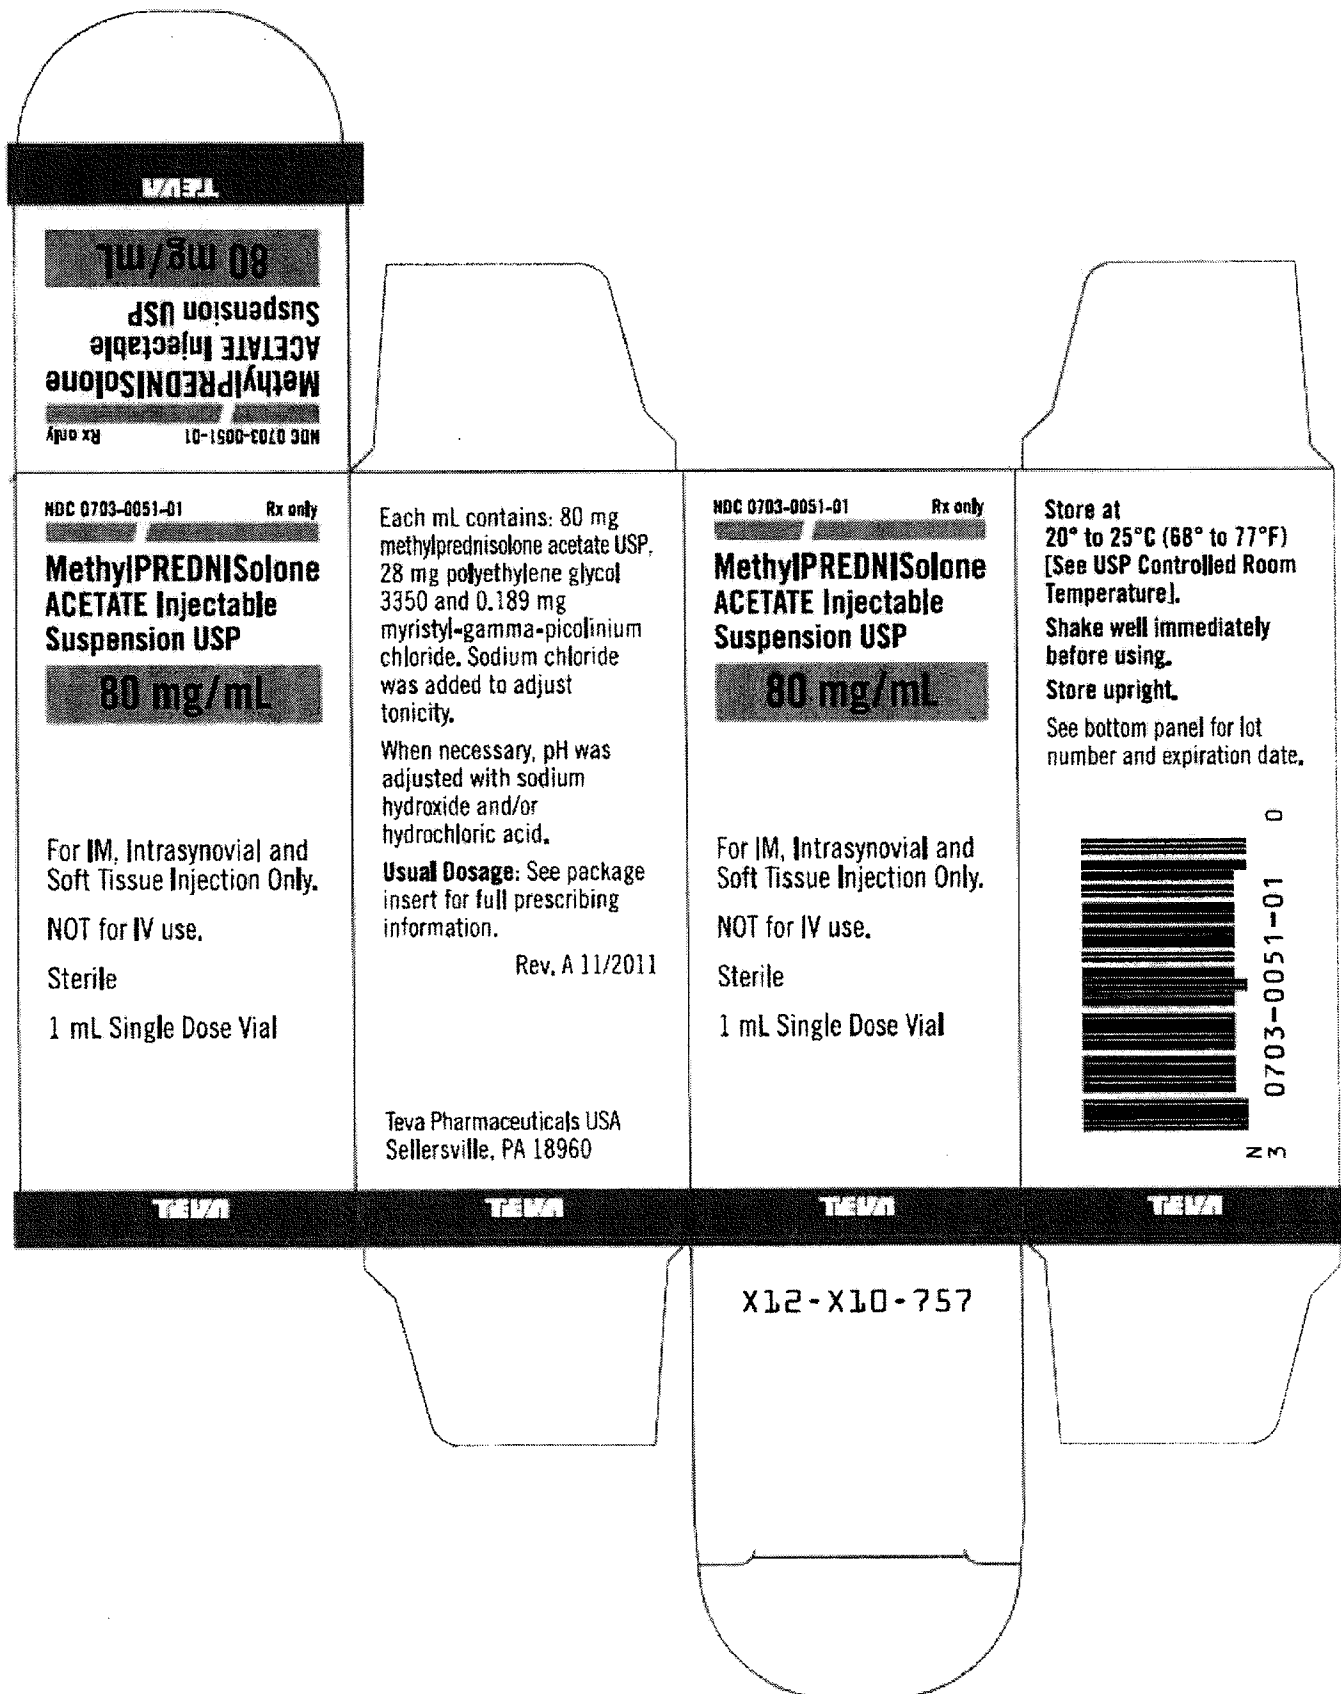 TEVA
80 mg/mL
Suspension USP
ACETATE Injectable
MethylPREDNISolone
NDC 0703-0051-01 Rx only
NDC 0703-0051-01 Rx only
MethylPREDNISolone
ACETATE Injectable
Suspension USP
80 mg/mL
For IM, Intrasynovial and
Soft Tissue Injection Only.
NOT for IV use.
Sterile
1 mL Single Dose Vial
TEVA
Each mL contains: 80 mg
methylprednisolone acetate USP,
28 mg polyethylene glycol
3350 and 0.189 mg
myristyl-gamma-picolinium
chloride. Sodium chloride
was added to adjust
tonicity.
When necessary, pH was
adjusted with sodium
hydroxide and/or
hydrochloric acid.
Usual Dosage: See package
insert for full prescribing
information.
Rev. A 11/2011
Teva Pharmaceuticals USA
Sellersville, PA 18960
TEVA
NDC 0703-0051-01 Rx only
MethylPREDNISolone
ACETATE Injectable
Suspension USP
80 mg/mL
For IM, Intrasynovial and
Soft Tissue Injection Only.
NOT for IV use.
Sterile
1 mL Single Dose Vial
TEVA
X12-X10-757
Store at
20° to 25°C (68° to 77°F)
[See USP Controlled Room
Temperature].
Shake well immediately
before using.
Store upright.
See bottom panel for lot
number and expiration date.
N
3 0703-0051-01 0
TEVA